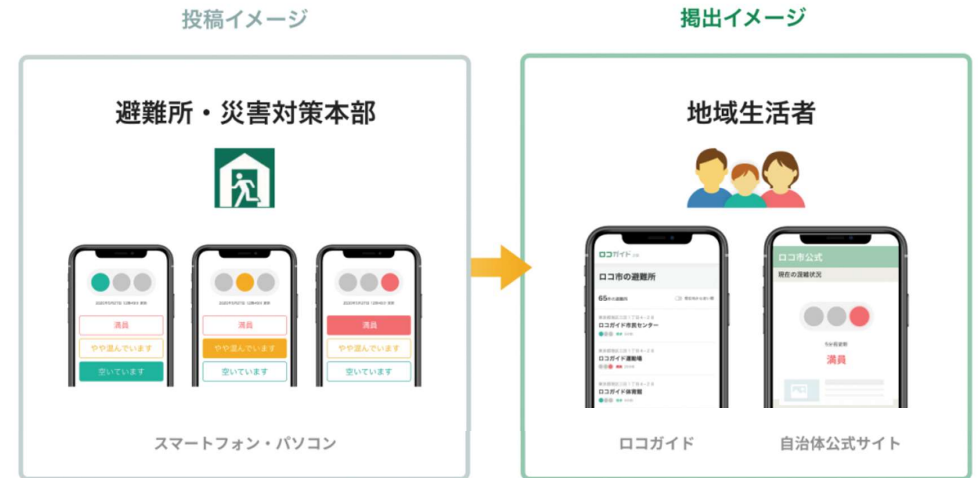 投稿イメージ
避難所・災害対策本部
満員
やや混んでいます
空いています
満員
やや混んでいます
空いています
満員
やや混んでいます
空いています
スマートフォン・パソコン
掲出イメージ
地域生活者
ロコガイド
ロコ市の避難所
ロコガイド市民センター
ロコガイド運動場
ロコガイド体育館
ロコ市公式
現在の混雑状況
満員
ロコガイド
自治体公式サイト